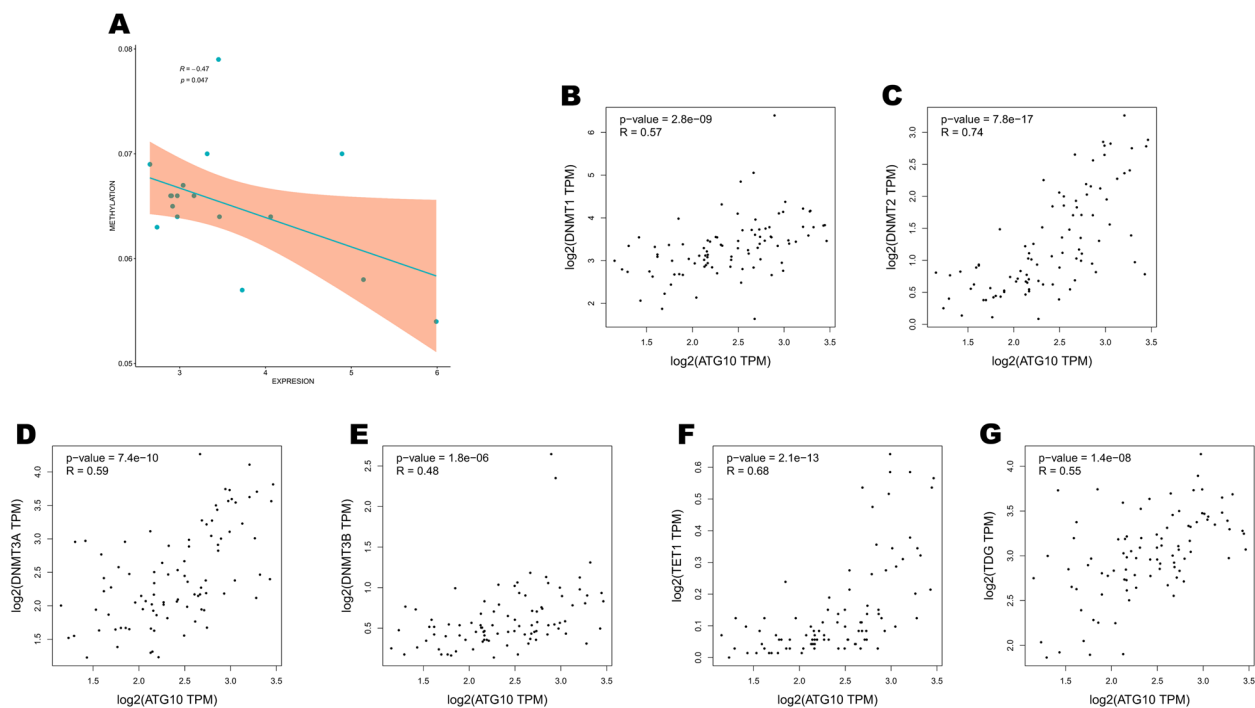 A
0.08
0.07
0.06
0.05
METHYLATION
R = −0.47
p = 0.047
3
4
5
6
EXPRESION
B
p-value = 2.8e-09
R = 0.57
log2(DNMT1 TPM)
6
5
4
3
2
1.5
2.0
2.5
3.0
3.5
log2(ATG10 TPM)
C
p-value = 7.8e-17
R = 0.74
log2(DNMT2 TPM)
3.0
2.5
2.0
1.5
1.0
0.5
0.0
1.5
2.0
2.5
3.0
3.5
log2(ATG10 TPM)
D
p-value = 7.4e-10
R = 0.59
log2(DNMT3A TPM)
4.0
3.5
3.0
2.5
2.0
1.5
1.5
2.0
2.5
3.0
3.5
log2(ATG10 TPM)
E
p-value = 1.8e-06
R = 0.48
log2(DNMT3B TPM)
2.5
2.0
1.5
1.0
0.5
1.5
2.0
2.5
3.0
3.5
log2(ATG10 TPM)
F
p-value = 2.1e-13
R = 0.68
log2(TET1 TPM)
0.6
0.5
0.4
0.3
0.2
0.1
0.0
1.5
2.0
2.5
3.0
3.5
log2(ATG10 TPM)
G
p-value = 1.4e-08
R = 0.55
log2(TDG TPM)
4.0
3.5
3.0
2.5
2.0
1.5
2.0
2.5
3.0
3.5
log2(ATG10 TPM)